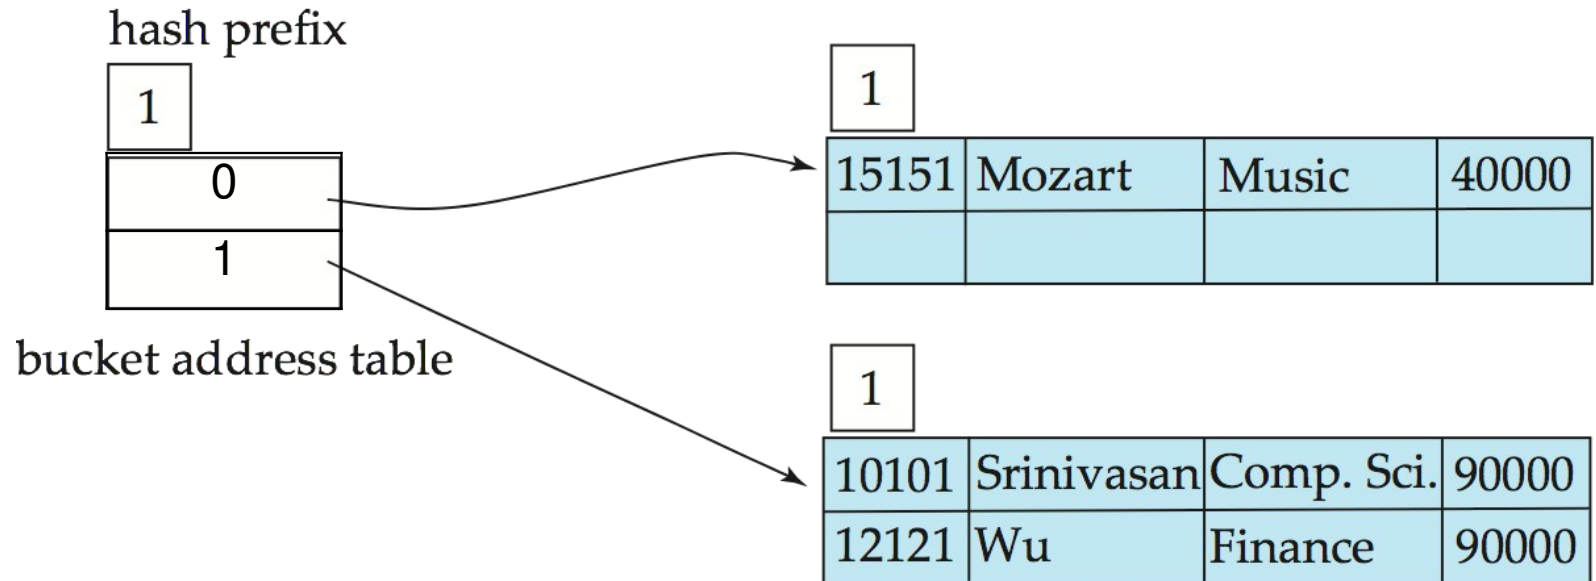 hash prefix
1
0
1
bucket address table
1
15151 Mozart Music 40000
1
10101 Srinivasan Comp. Sci. 90000
12121 Wu Finance 90000